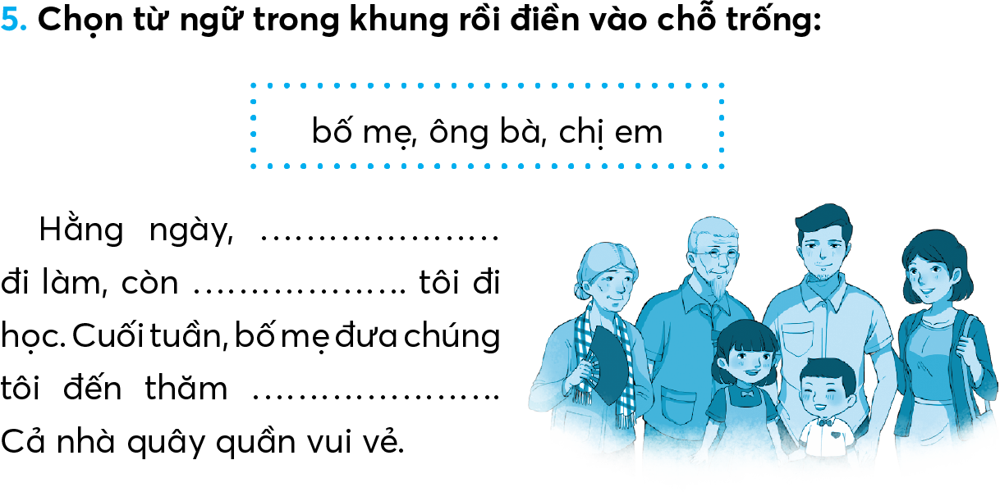 5. Chọn từ ngữ trong khung rồi điền vào chỗ trống:
bố mẹ, ông bà, chị em
Hằng ngày, .....................
đi làm, còn ................... tôi đi
học. Cuối tuần, bố mẹ đưa chúng
tôi đến thăm ......................
Cả nhà quây quần vui vẻ.